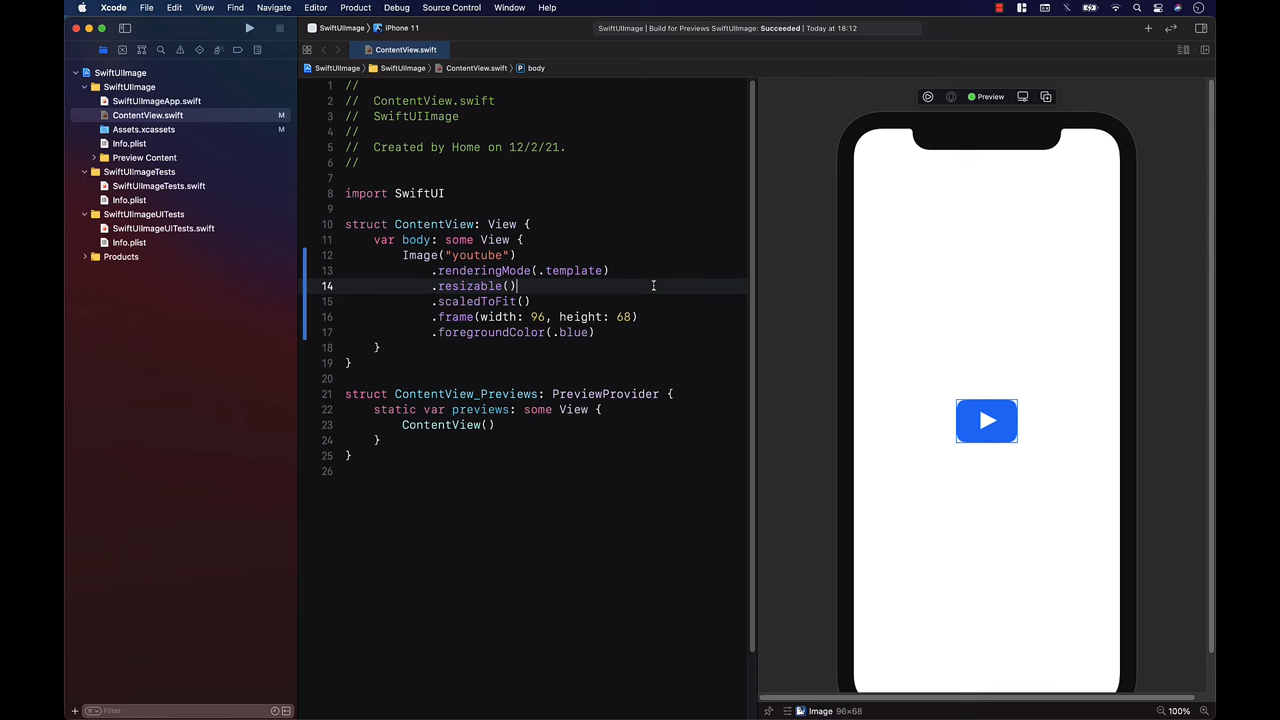 Xcode File Edit View Find Navigate Editor Product Debug Source Control Window Help
SwiftUIImage iPhone 11 SwiftUIImage | Build for Previews SwiftUIImage: Succeeded | Today at 18:12
ContentView.swift
SwiftUIImage SwiftUIImage ContentView.swift body
SwiftUIImage
SwiftUIImage
SwiftUIImageApp.swift
ContentView.swift M
Assets.xcassets M
Info.plist
Preview Content
SwiftUIImageTests
SwiftUIImageTests.swift
Info.plist
SwiftUIImageUITests
SwiftUIImageUITests.swift
Info.plist
Products
Filter
1 //
2 // ContentView.swift
3 // SwiftUIImage
4 //
5 // Created by Home on 12/2/21.
6 //
7
8 import SwiftUI
9
10 struct ContentView: View {
11 var body: some View {
12 Image("youtube")
13 .renderingMode(.template)
14 .resizable()
15 .scaledToFit()
16 .frame(width: 96, height: 68)
17 .foregroundColor(.blue)
18 }
19 }
20
21 struct ContentView_Previews: PreviewProvider {
22 static var previews: some View {
23 ContentView()
24 }
25 }
26
Preview
Image 96×68 100%